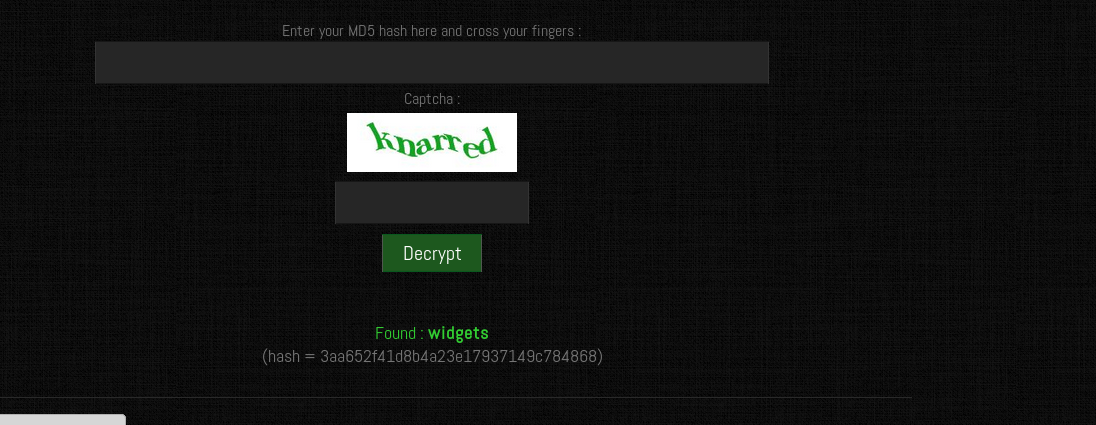 Enter your MD5 hash here and cross your fingers :
Captcha :
knarred
Decrypt
Found : widgets
(hash = 3aa652f41d8b4a23e17937149c784868)